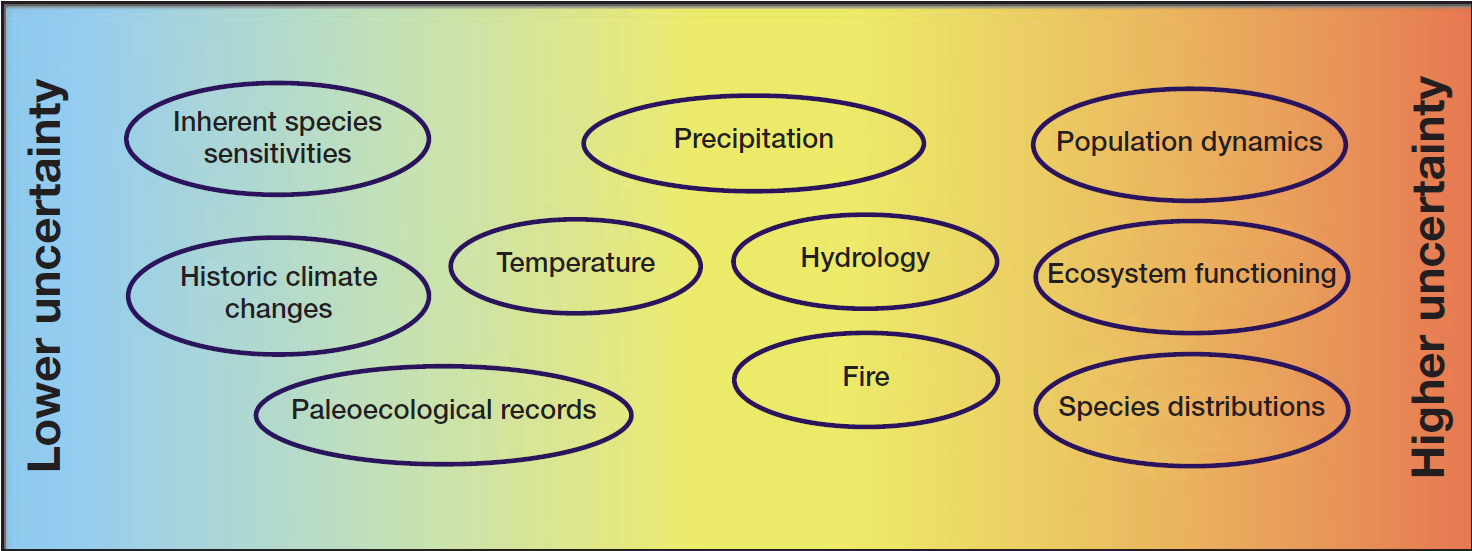 Lower uncertainty
Inherent species
sensitivities
Historic climate
changes
Paleoecological records
Temperature
Precipitation
Hydrology
Fire
Population dynamics
Ecosystem functioning
Species distributions
Higher uncertainty